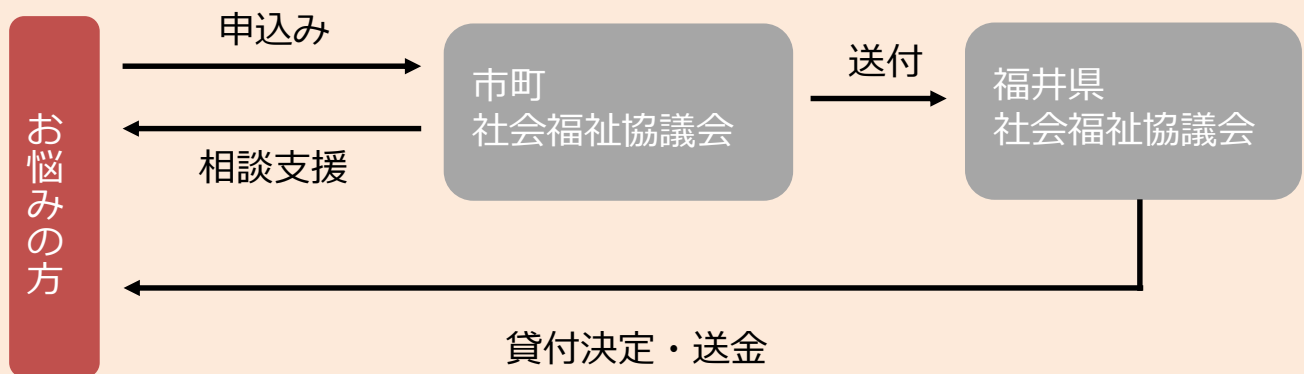 お悩みの方
申込み
相談支援
市町
社会福祉協議会
送付
福井県
社会福祉協議会
貸付決定・送金